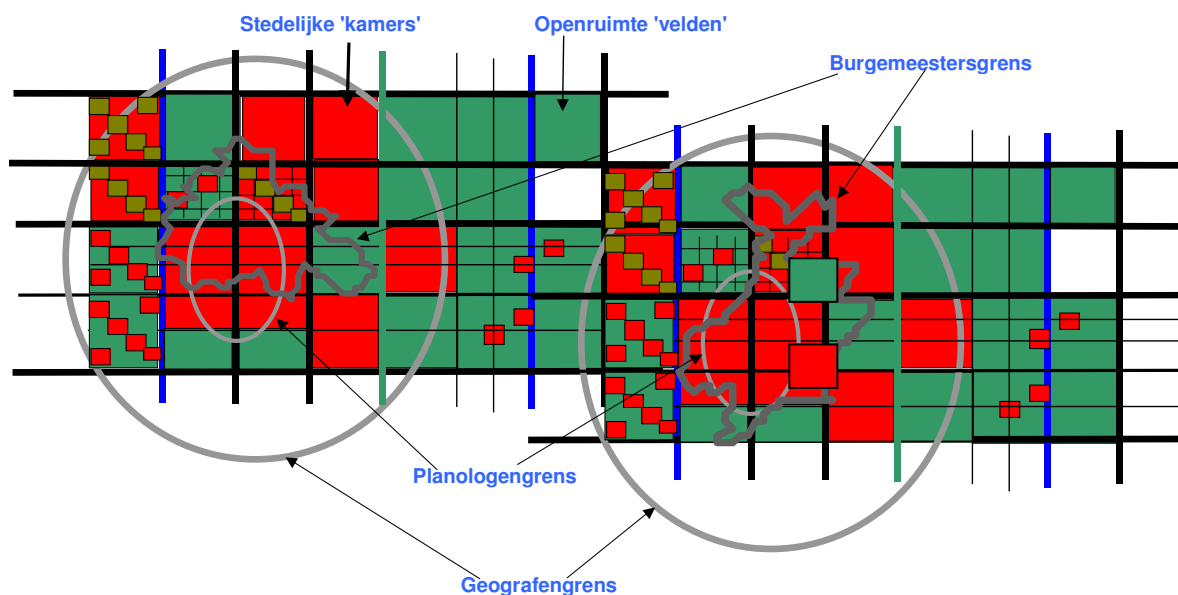 Stedelijke 'kamers'
Openruimte 'velden'
Burgemeestersgrens
Planologengrens
Geografengrens